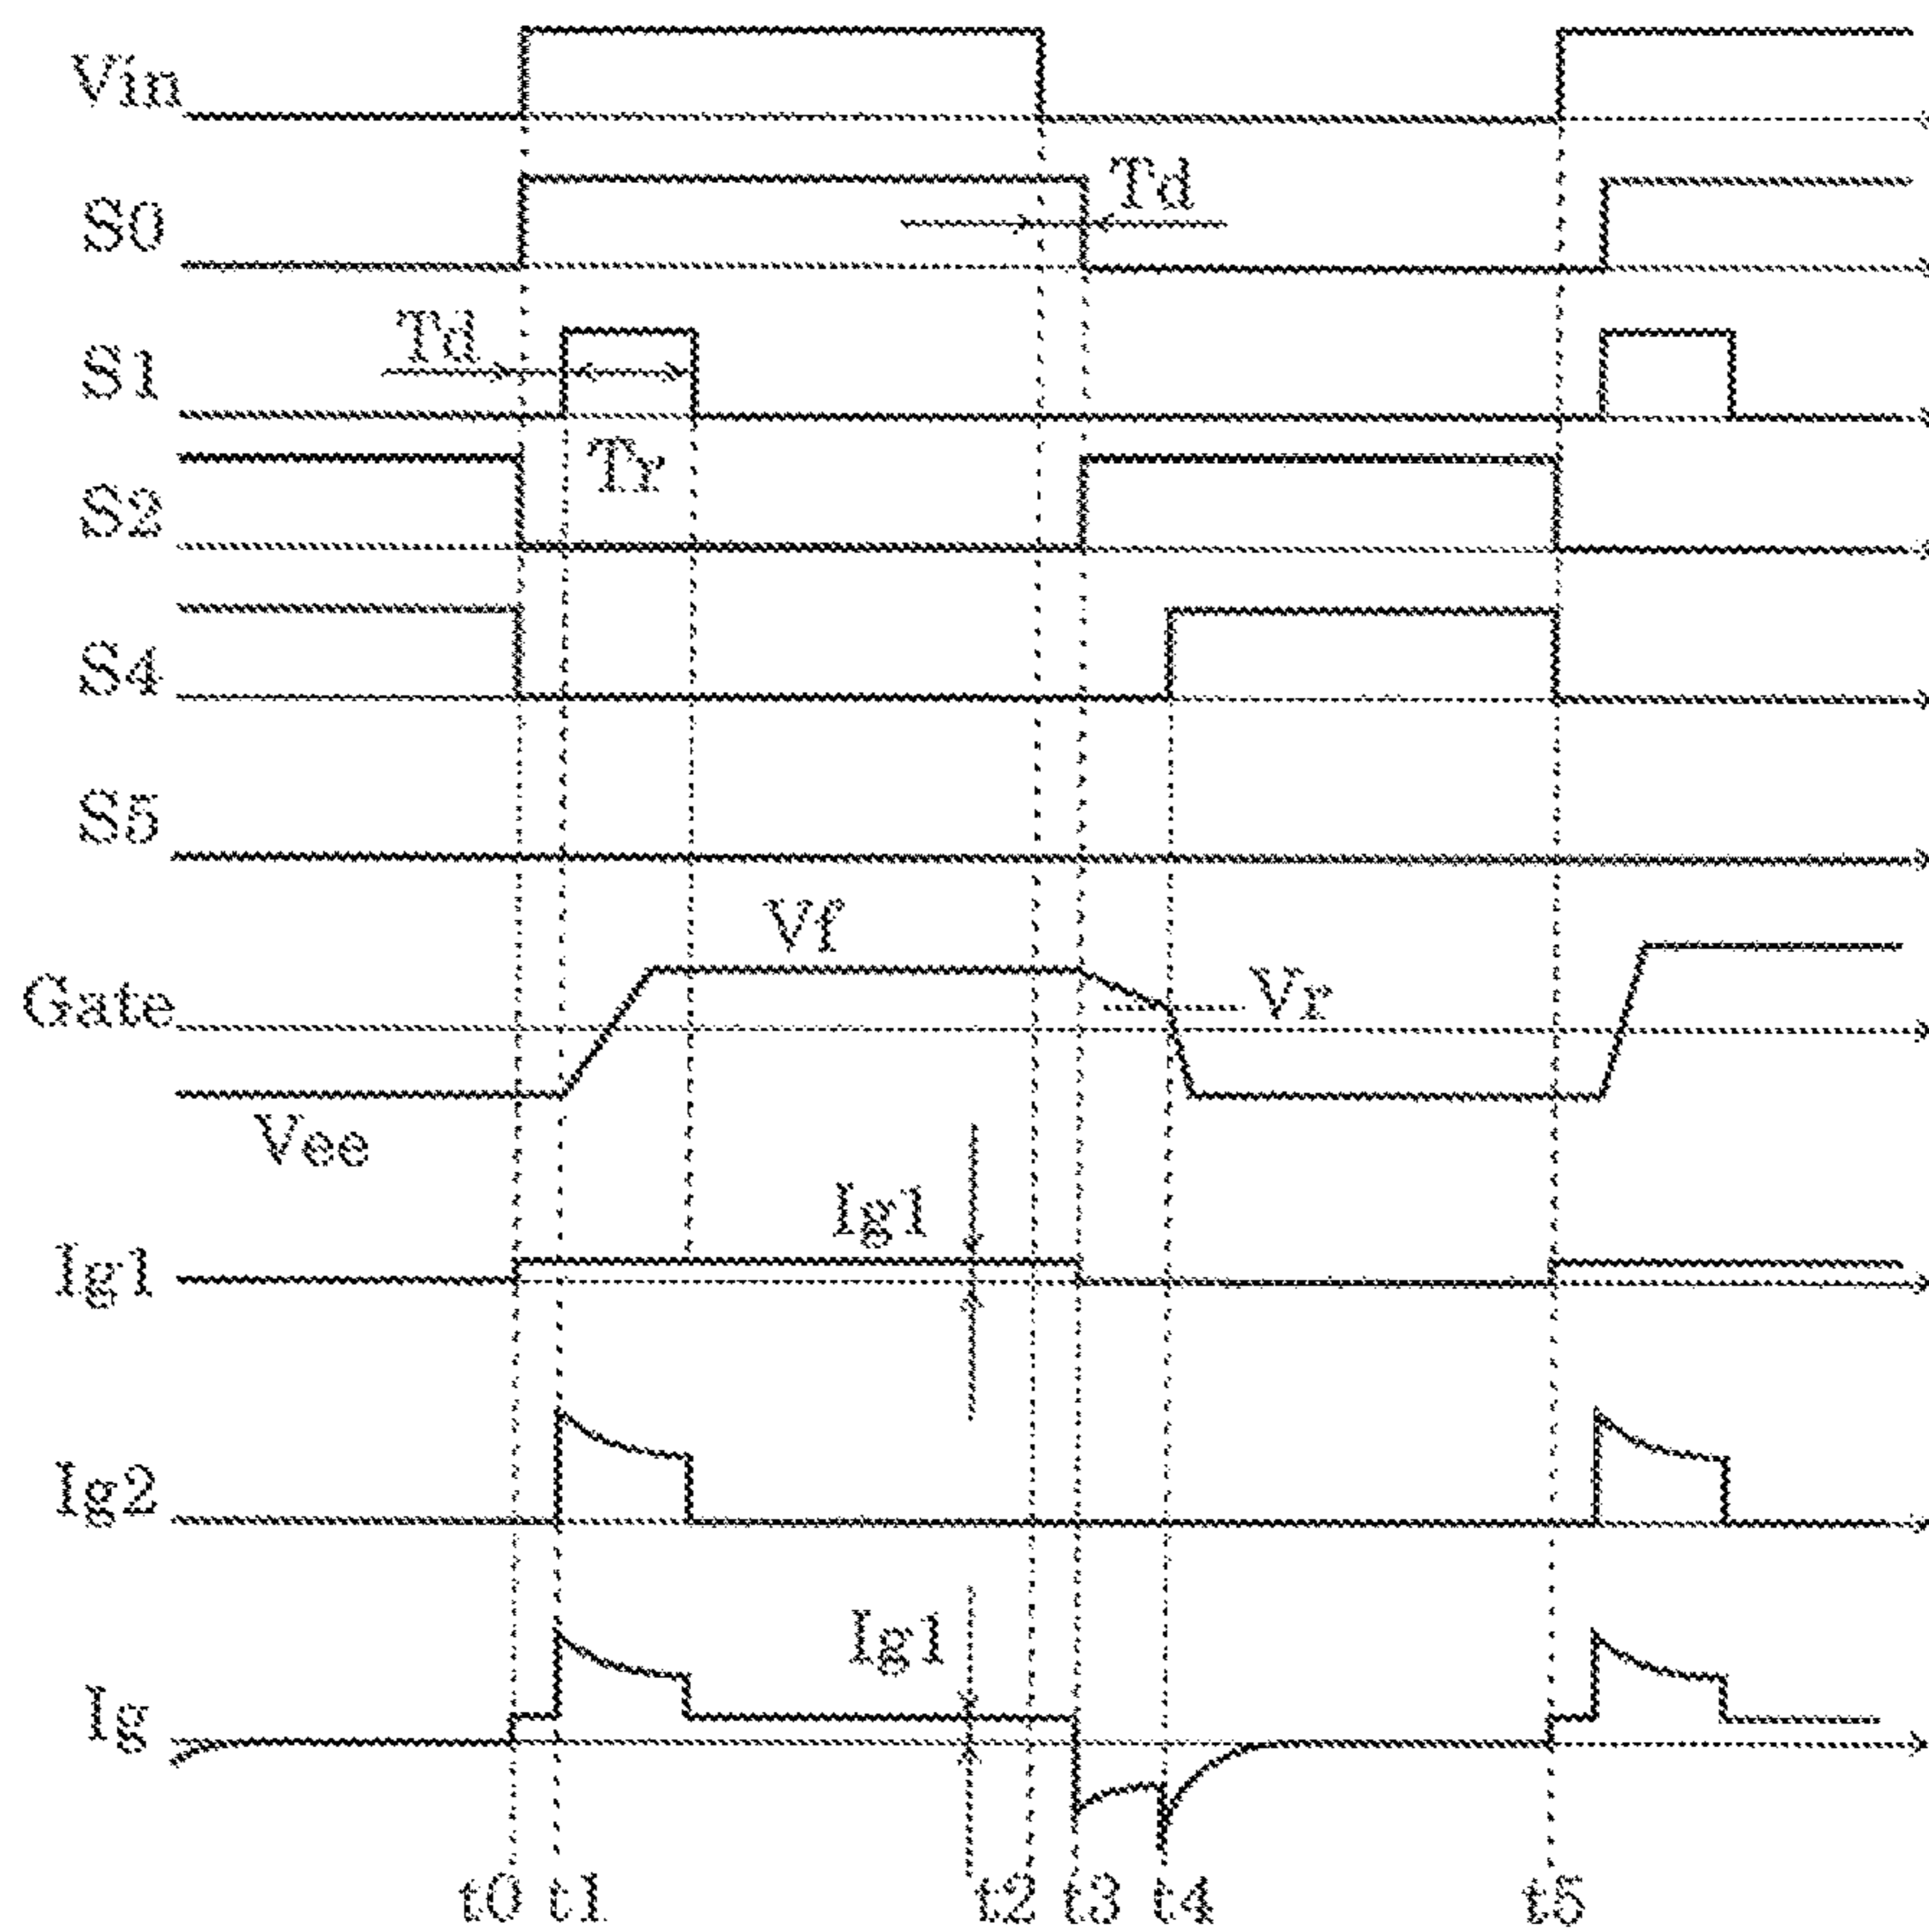 Vin
Td
S0
Td
S1
Tr
S2
S4
S5
Vf
Gate
Vr
Vee
Ig1
Ig1
Ig2
Ig1
Ig
t0 t1 t2 t3 t4 t5